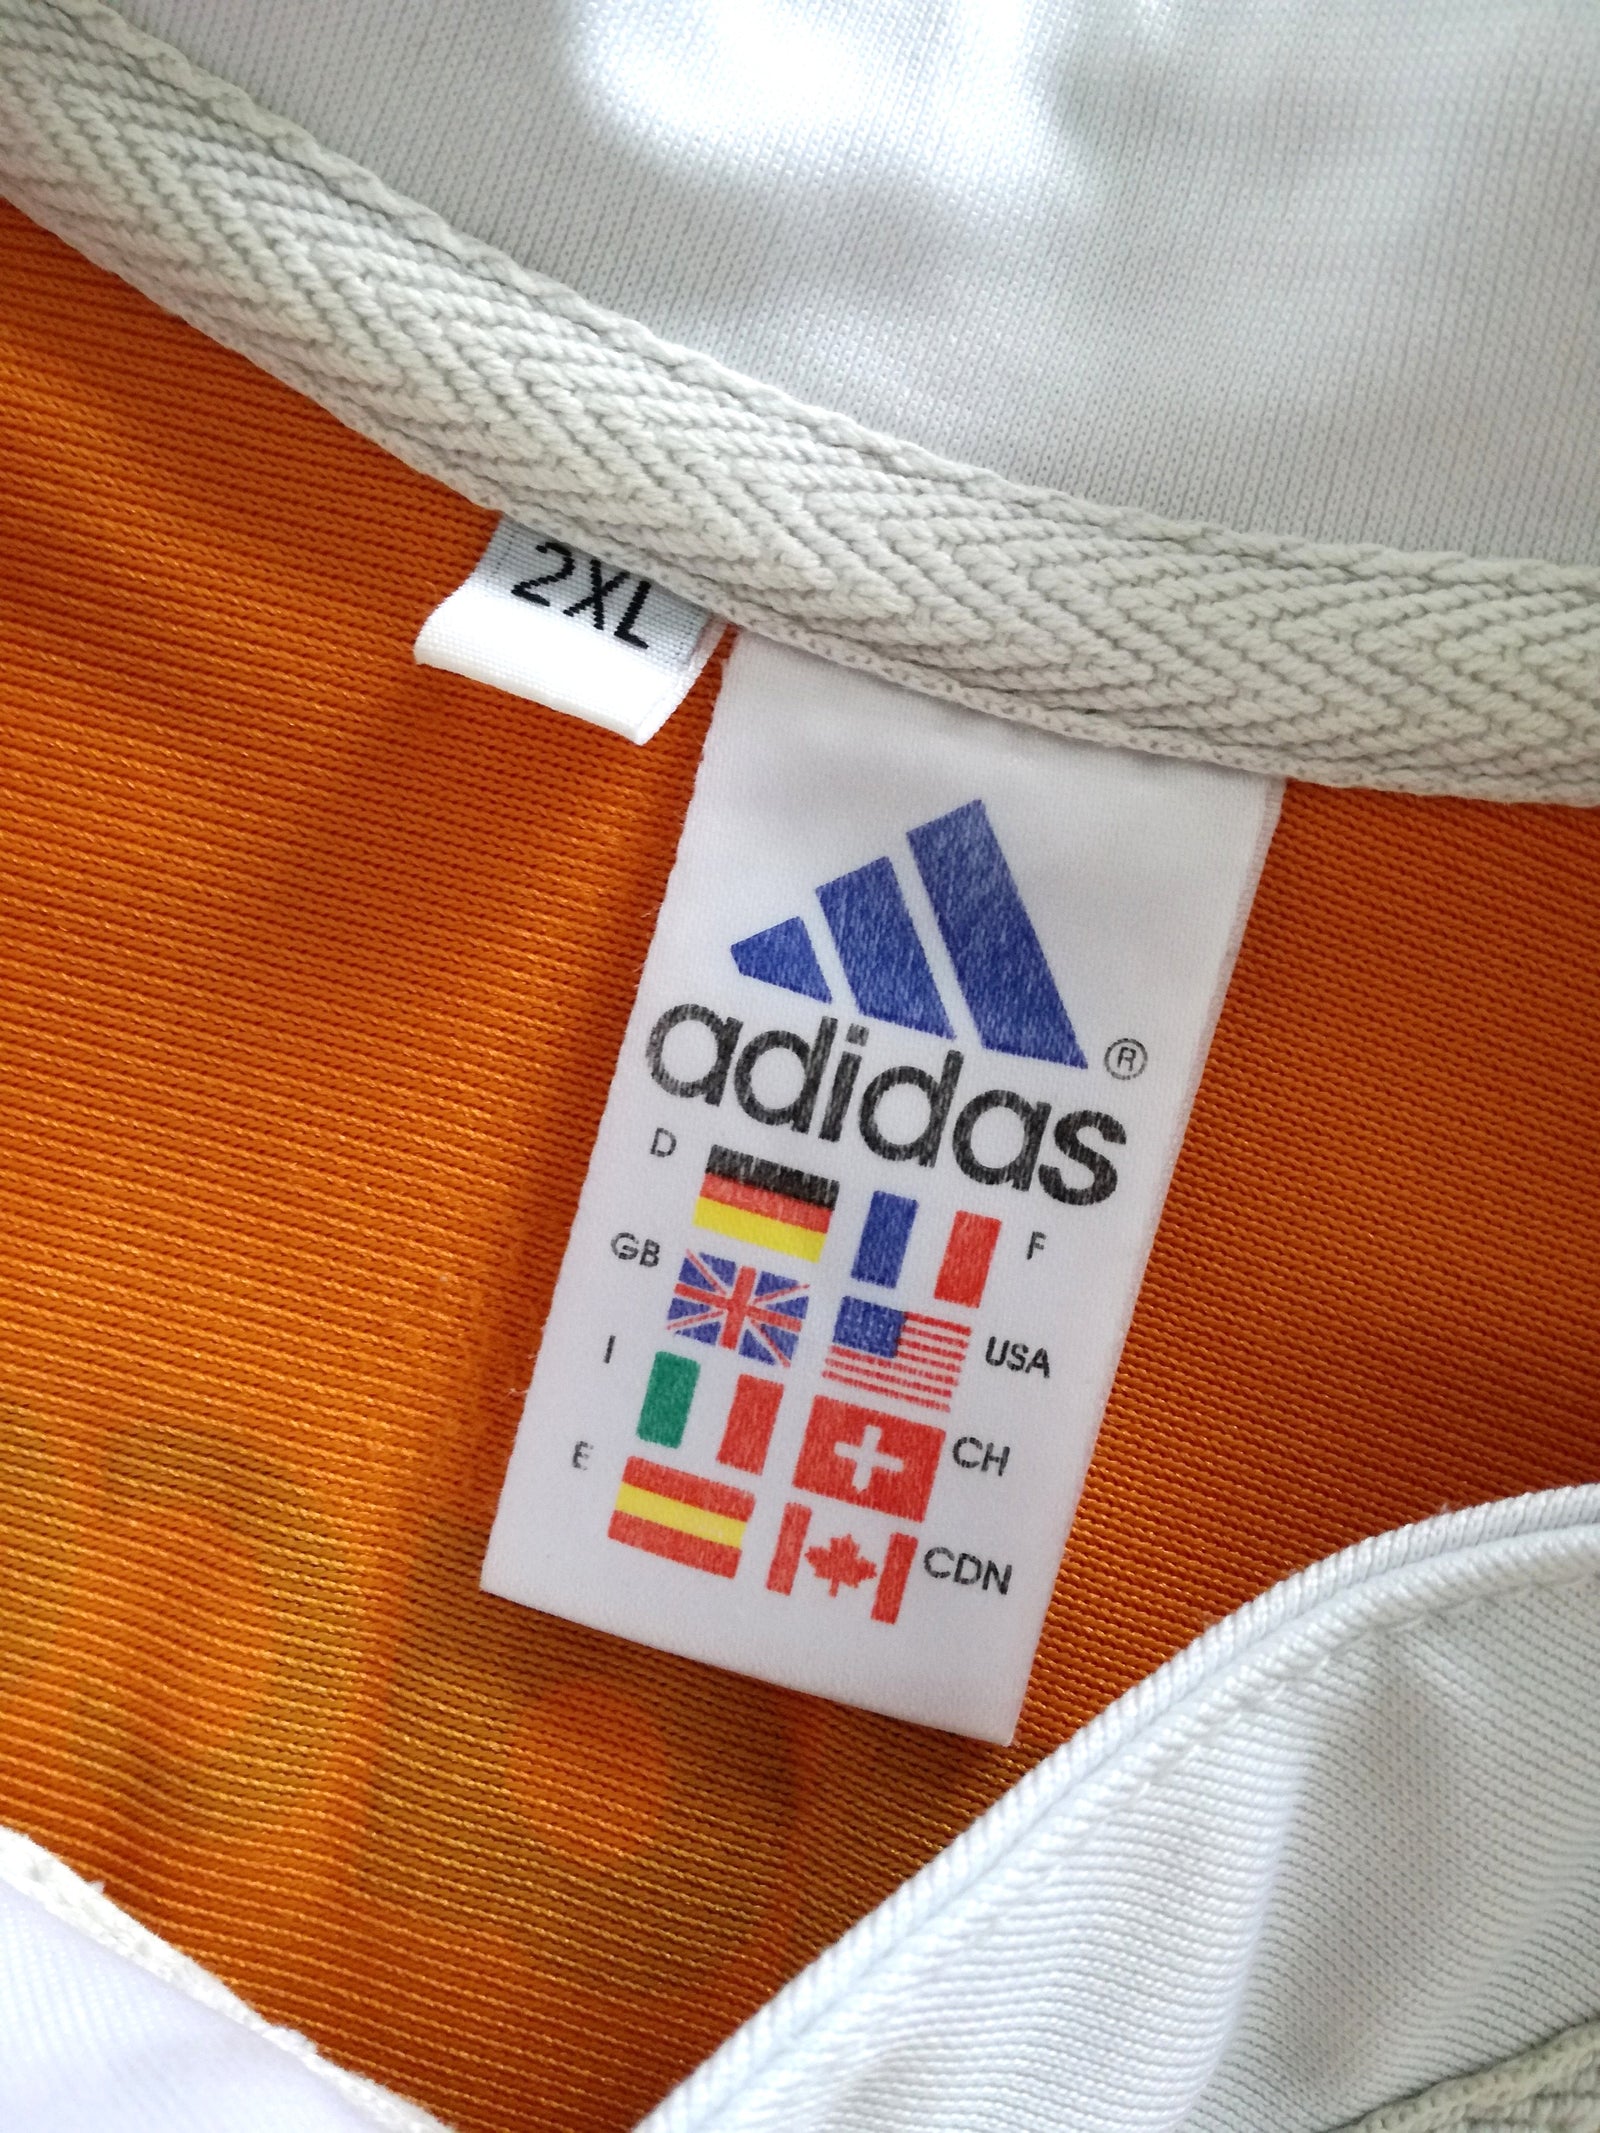 2XL
adidas ®
D F
GB USA
I CH
E CDN